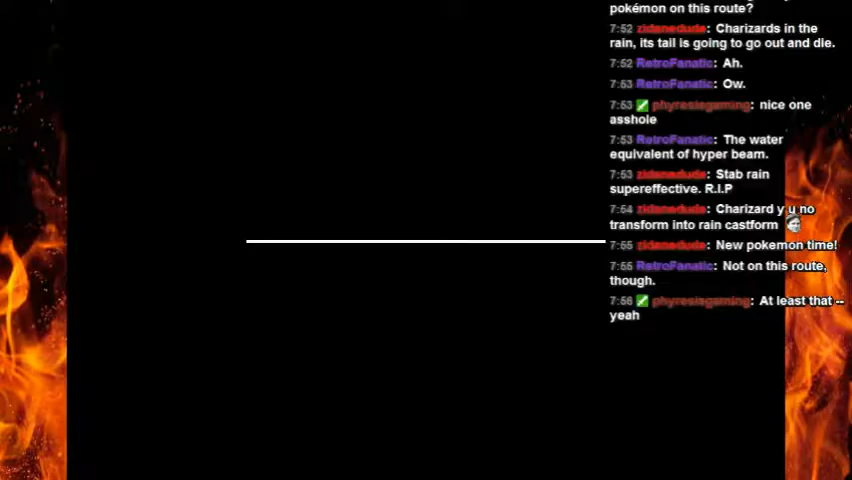 pokémon on this route?
7:52 zidanedude: Charizards in the
rain, its tail is going to go out and die.
7:52 RetroFanatic: Ah.
7:53 RetroFanatic: Ow.
7:53 phyresisgaming: nice one
asshole
7:53 RetroFanatic: The water
equivalent of hyper beam.
7:53 zidanedude: Stab rain
supereffective. R.I.P
7:54 zidanedude: Charizard y u no
transform into rain castform
7:55 zidanedude: New pokemon time!
7:55 RetroFanatic: Not on this route,
though.
7:56 phyresisgaming: At least that --
yeah